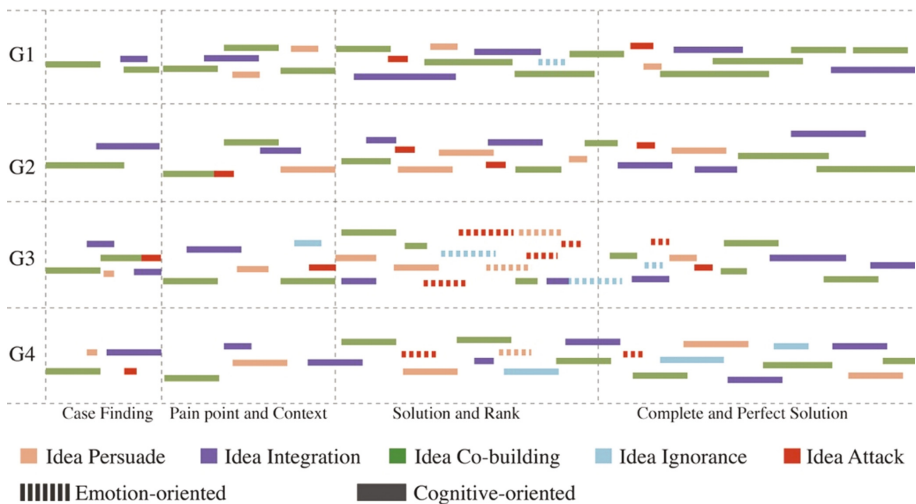 G1
G2
G3
G4
Case Finding Pain point and Context Solution and Rank Complete and Perfect Solution
Idea Persuade Idea Integration Idea Co-building Idea Ignorance Idea Attack
Emotion-oriented Cognitive-oriented